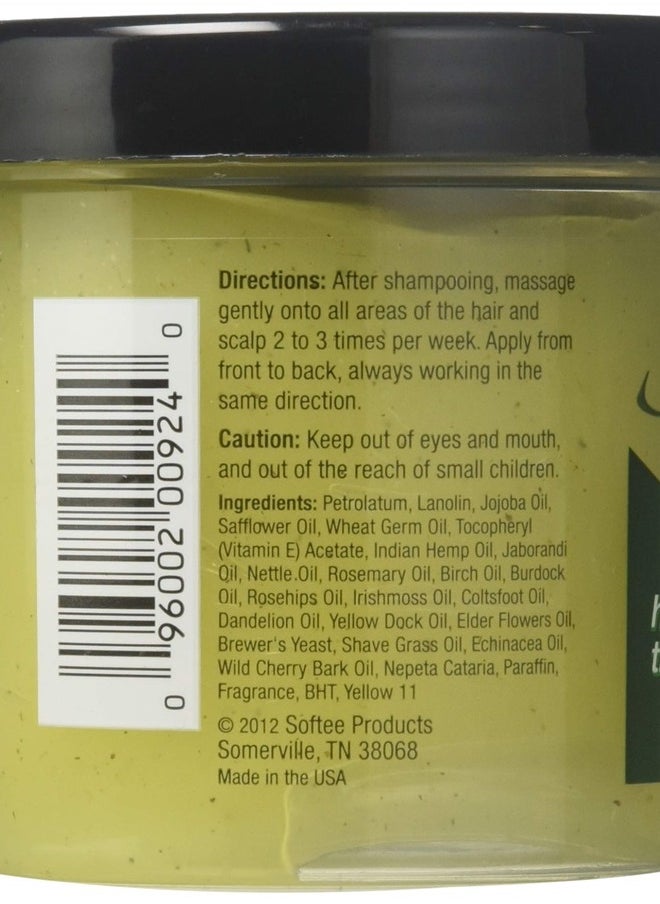 Directions: After shampooing, massage
gently onto all areas of the hair and
scalp 2 to 3 times per week. Apply from
front to back, always working in the
same direction.
Caution: Keep out of eyes and mouth,
and out of the reach of small children.
Ingredients: Petrolatum, Lanolin, Jojoba Oil,
Safflower Oil, Wheat Germ Oil, Tocopheryl
(Vitamin E) Acetate, Indian Hemp Oil, Jaborandi
Oil, Nettle Oil, Rosemary Oil, Birch Oil, Burdock
Oil, Rosehips Oil, Irishmoss Oil, Coltsfoot Oil,
Dandelion Oil, Yellow Dock Oil, Elder Flowers Oil,
Brewer's Yeast, Shave Grass Oil, Echinacea Oil,
Wild Cherry Bark Oil, Nepeta Cataria, Paraffin,
Fragrance, BHT, Yellow 11
© 2012 Softee Products
Somerville, TN 38068
Made in the USA
0 96002 00924 0